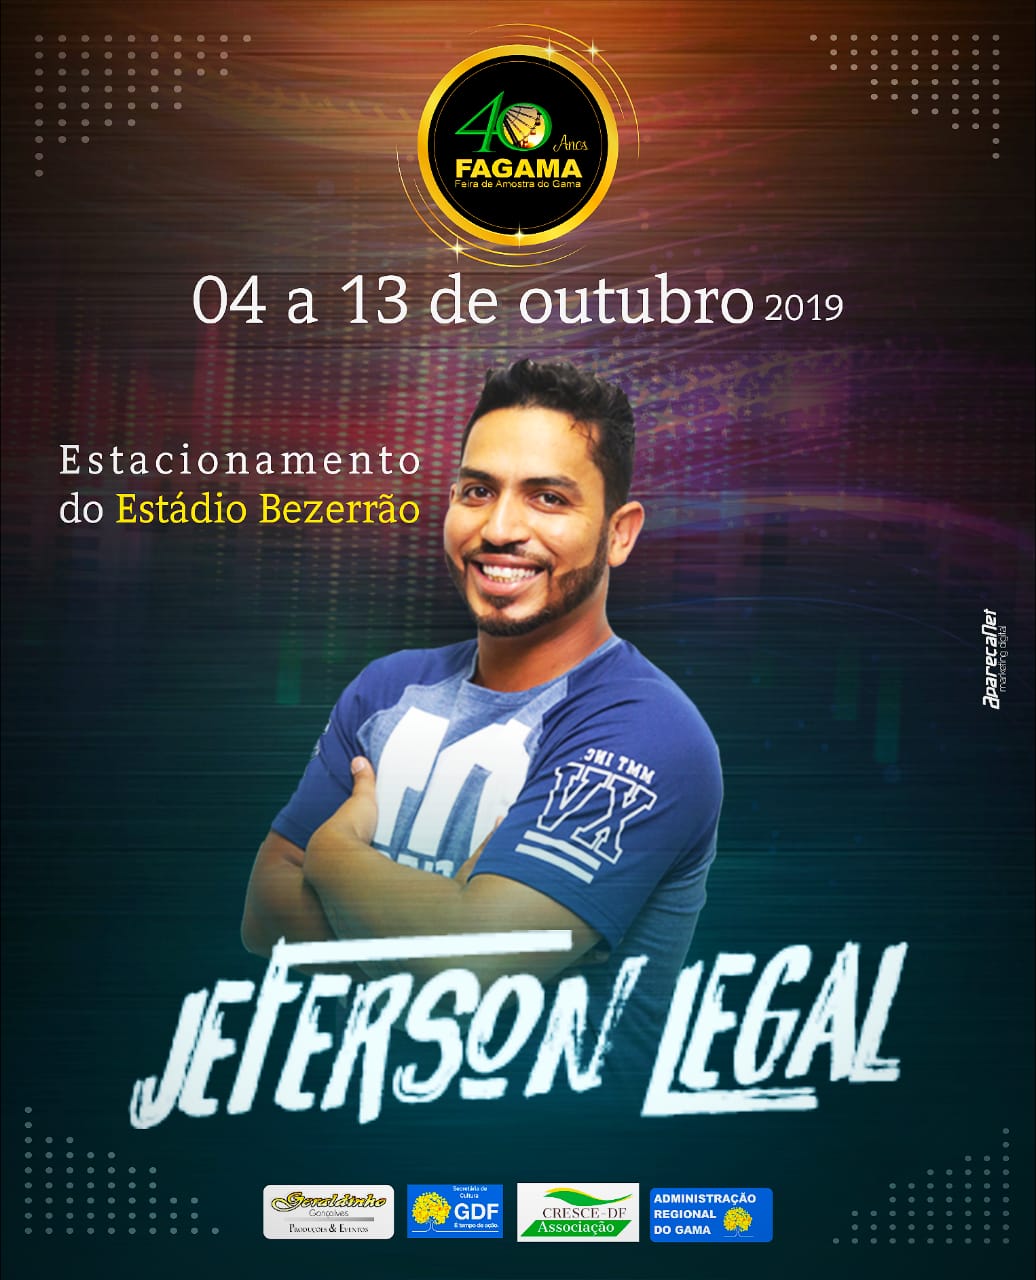 40 Anos
FAGAMA
Feira de Amostra do Gama
04 a 13 de outubro 2019
Estacionamento
do Estádio Bezerrão
aparecaNet
marketing digital
VX
JEFERSON LEGAL
Geraldinho
Gonçalves
PRODUÇÕES & EVENTOS
Secretária de
Cultura
GDF
É tempo de ação.
CRESCE-DF
Associação
ADMINISTRAÇÃO
REGIONAL
DO GAMA